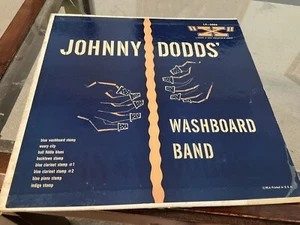 "X"
JOHNNY DODDS'
WASHBOARD
BAND
blue washboard stomp
weary city
bull fiddle blues
bucktown stomp
blue clarinet stomp #1
blue clarinet stomp #2
blue piano stomp
indigo stomp